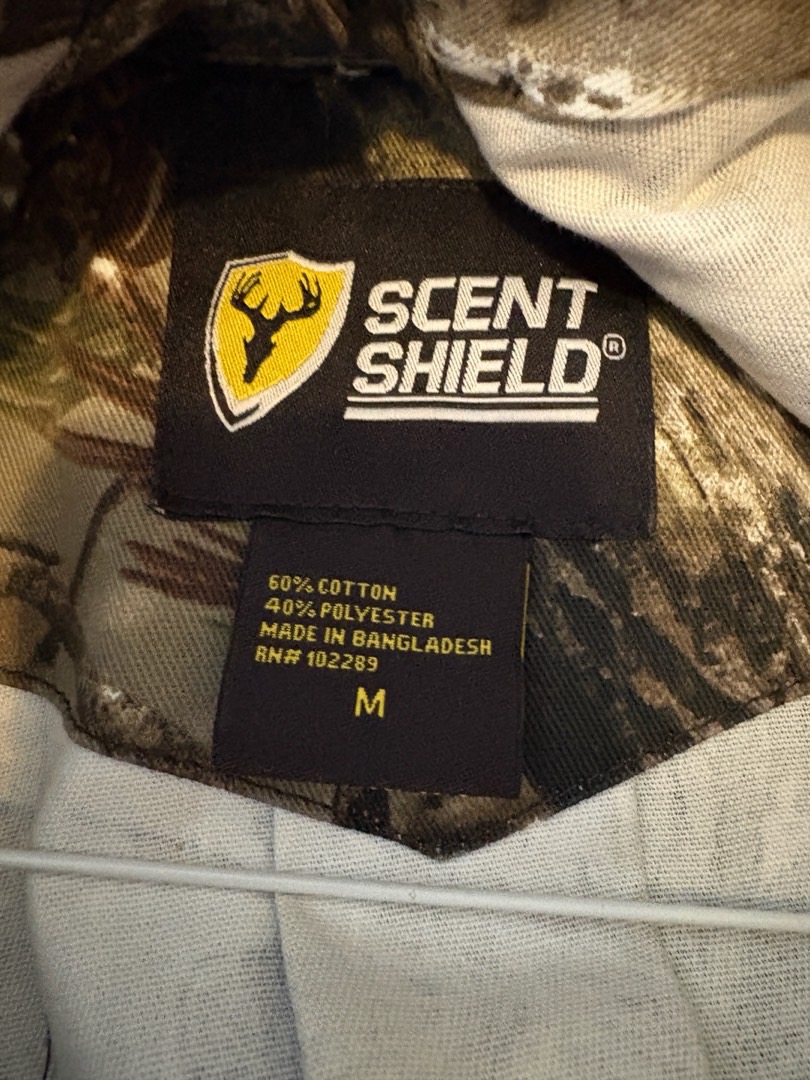 SCENT
SHIELD®
60% COTTON
40% POLYESTER
MADE IN BANGLADESH
RN# 102289
M